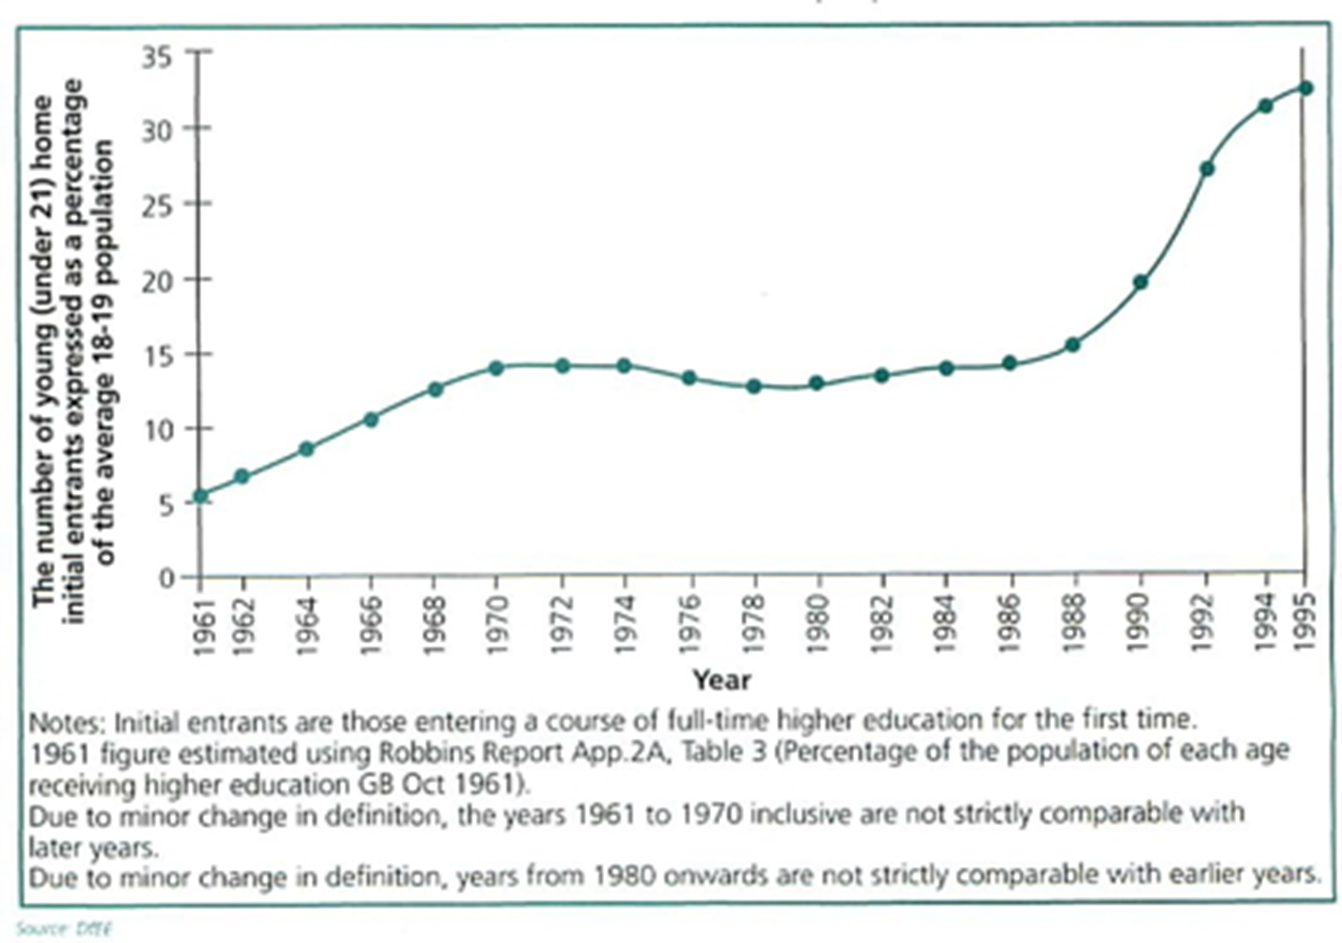 The number of young (under 21) home
initial entrants expressed as a percentage
of the average 18-19 population
35
30
25
20
15
10
5
0
1961
1962
1964
1966
1968
1970
1972
1974
1976
1978
1980
1982
1984
1986
1988
1990
1992
1994
1995
Year
Notes: Initial entrants are those entering a course of full-time higher education for the first time.
1961 figure estimated using Robbins Report App.2A, Table 3 (Percentage of the population of each age
receiving higher education GB Oct 1961).
Due to minor change in definition, the years 1961 to 1970 inclusive are not strictly comparable with
later years.
Due to minor change in definition, years from 1980 onwards are not strictly comparable with earlier years.
Source: DfEE